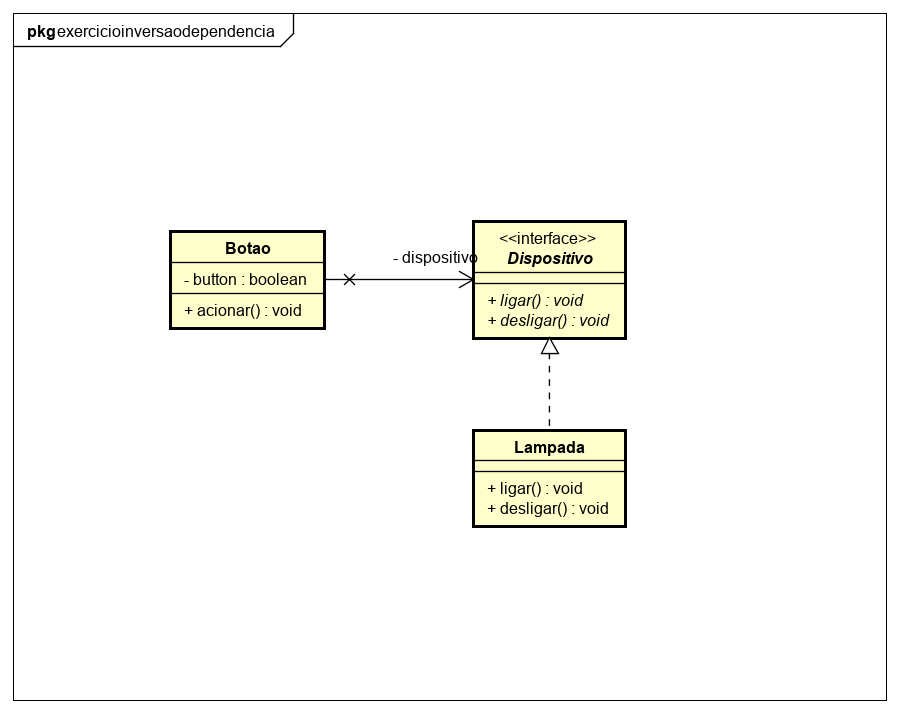 pkg exercicioinversaodependencia
Botao
- button : boolean
+ acionar() : void
- dispositivo
<<interface>>
Dispositivo
+ ligar() : void
+ desligar() : void
Lampada
+ ligar() : void
+ desligar() : void